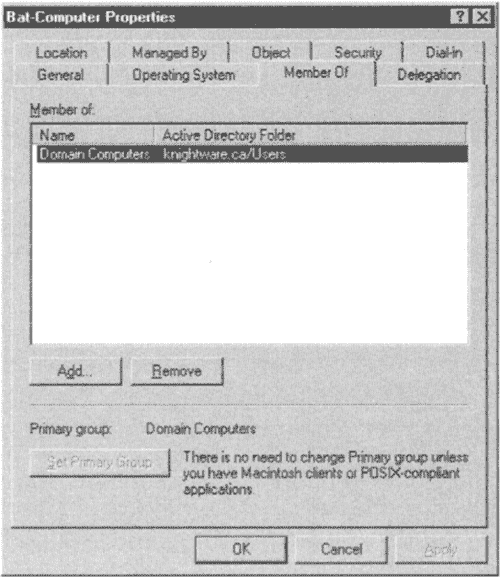 Bat-Computer Properties
Location Managed By Object Security Dial-in
General Operating System Member Of Delegation
Member of:
Name Active Directory Folder
Domain Computers knightware.ca/Users
Add... Remove
Primary group: Domain Computers
Set Primary Group
There is no need to change Primary group unless
you have Macintosh clients or POSIX-compliant
applications.
OK Cancel Apply